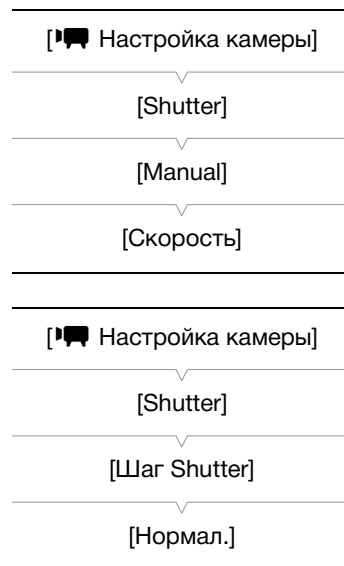 [ Настройка камеры]
[Shutter]
[Manual]
[Скорость]
[ Настройка камеры]
[Shutter]
[Шаг Shutter]
[Нормал.]